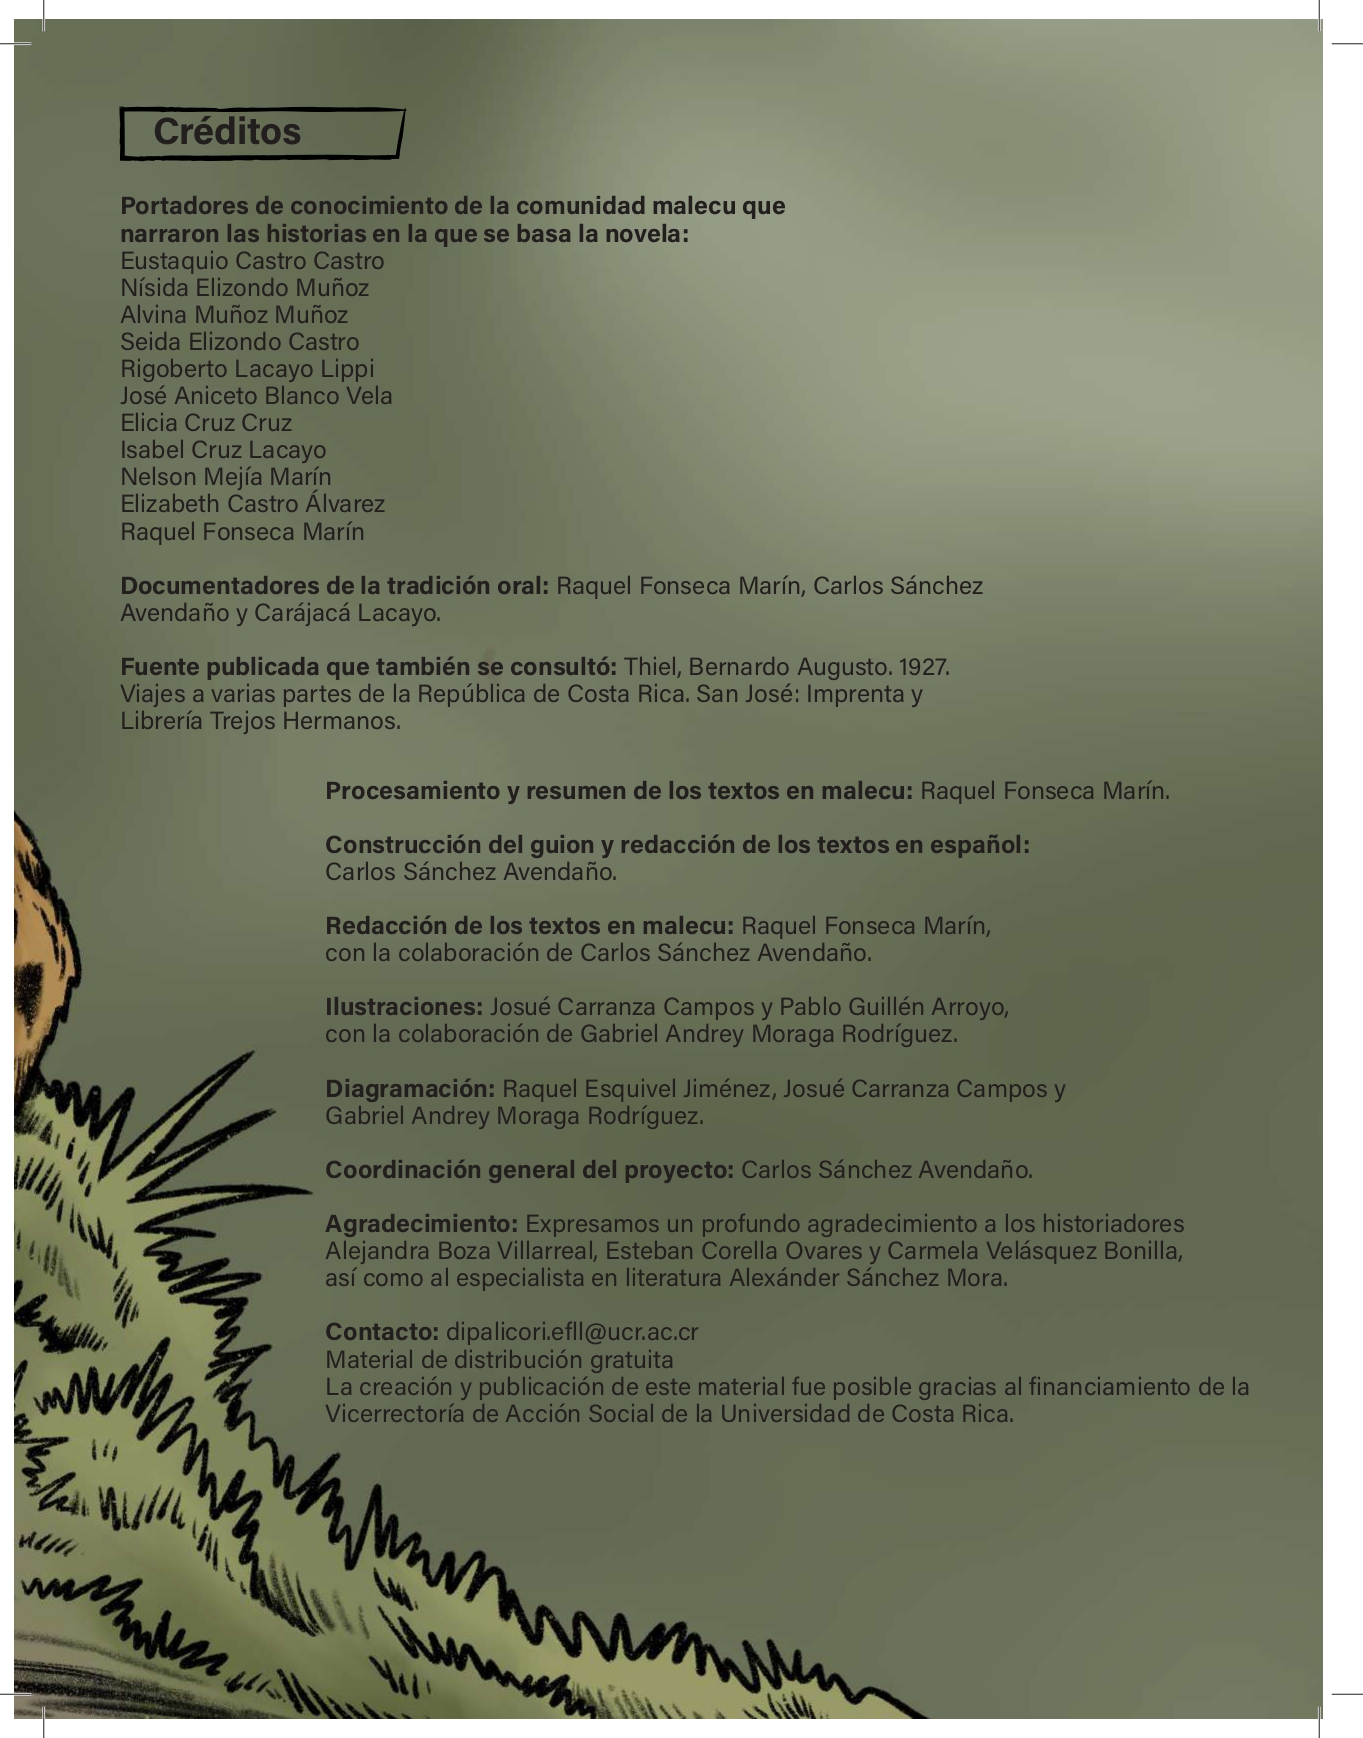 Créditos
Portadores de conocimiento de la comunidad malecu que
narraron las historias en la que se basa la novela:
Eustaquio Castro Castro
Nísida Elizondo Muñoz
Alvina Muñoz Muñoz
Seida Elizondo Castro
Rigoberto Lacayo Lippi
José Aniceto Blanco Vela
Elicia Cruz Cruz
Isabel Cruz Lacayo
Nelson Mejía Marín
Elizabeth Castro Álvarez
Raquel Fonseca Marín
Documentadores de la tradición oral: Raquel Fonseca Marín, Carlos Sánchez
Avendaño y Carájacá Lacayo.
Fuente publicada que también se consultó: Thiel, Bernardo Augusto. 1927.
Viajes a varias partes de la República de Costa Rica. San José: Imprenta y
Librería Trejos Hermanos.
Procesamiento y resumen de los textos en malecu: Raquel Fonseca Marín.
Construcción del guion y redacción de los textos en español:
Carlos Sánchez Avendaño.
Redacción de los textos en malecu: Raquel Fonseca Marín,
con la colaboración de Carlos Sánchez Avendaño.
Ilustraciones: Josué Carranza Campos y Pablo Guillén Arroyo,
con la colaboración de Gabriel Andrey Moraga Rodríguez.
Diagramación: Raquel Esquivel Jiménez, Josué Carranza Campos y
Gabriel Andrey Moraga Rodríguez.
Coordinación general del proyecto: Carlos Sánchez Avendaño.
Agradecimiento: Expresamos un profundo agradecimiento a los historiadores
Alejandra Boza Villarreal, Esteban Corella Ovares y Carmela Velásquez Bonilla,
así como al especialista en literatura Alexánder Sánchez Mora.
Contacto: dipalicori.efll@ucr.ac.cr
Material de distribución gratuita
La creación y publicación de este material fue posible gracias al financiamiento de la
Vicerrectoría de Acción Social de la Universidad de Costa Rica.